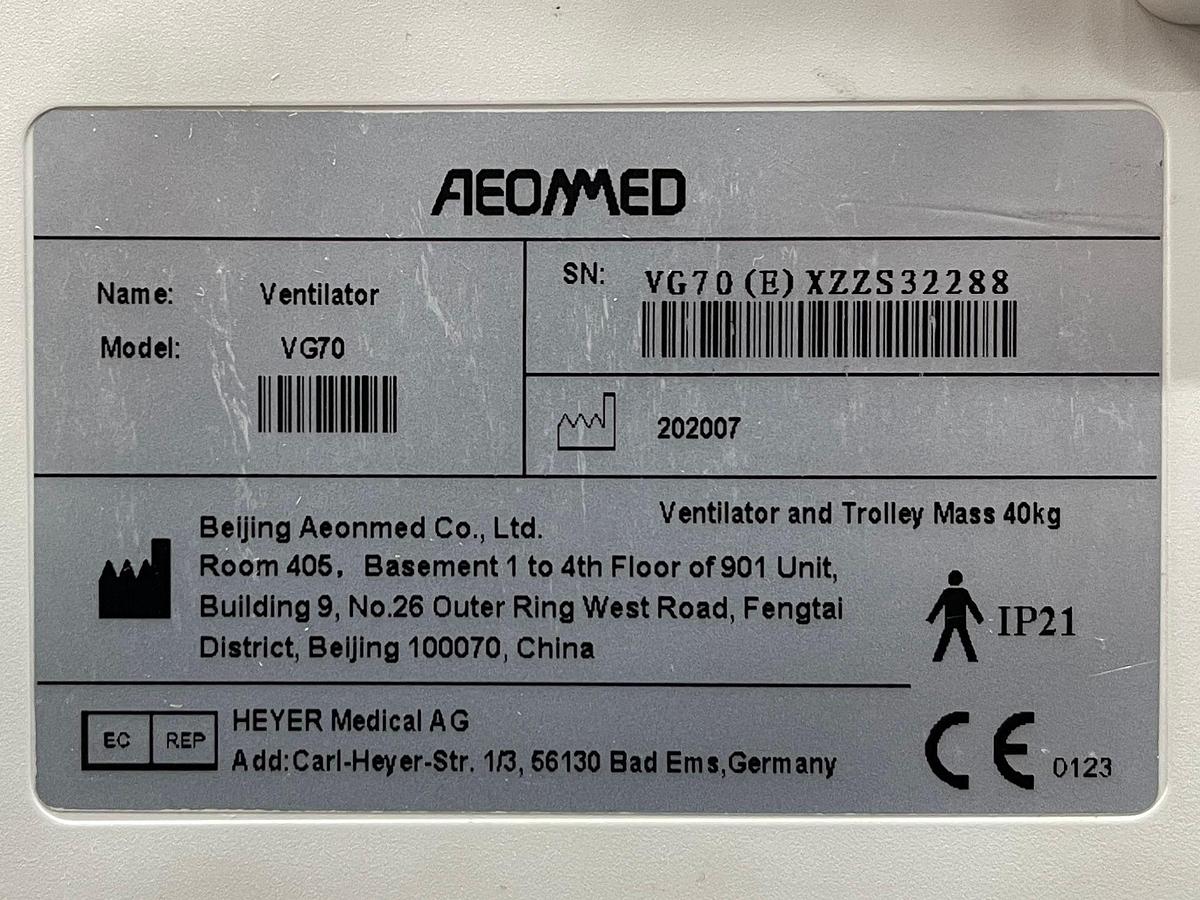 AEONMED
Name: Ventilator
Model: VG70
SN: VG70(E)XZZS32288
202007
Ventilator and Trolley Mass 40kg
Beijing Aeonmed Co., Ltd.
Room 405, Basement 1 to 4th Floor of 901 Unit,
Building 9, No.26 Outer Ring West Road, Fengtai
District, Beijing 100070, China
IP21
EC REP
HEYER Medical AG
Add:Carl-Heyer-Str. 1/3, 56130 Bad Ems,Germany
CE 0123